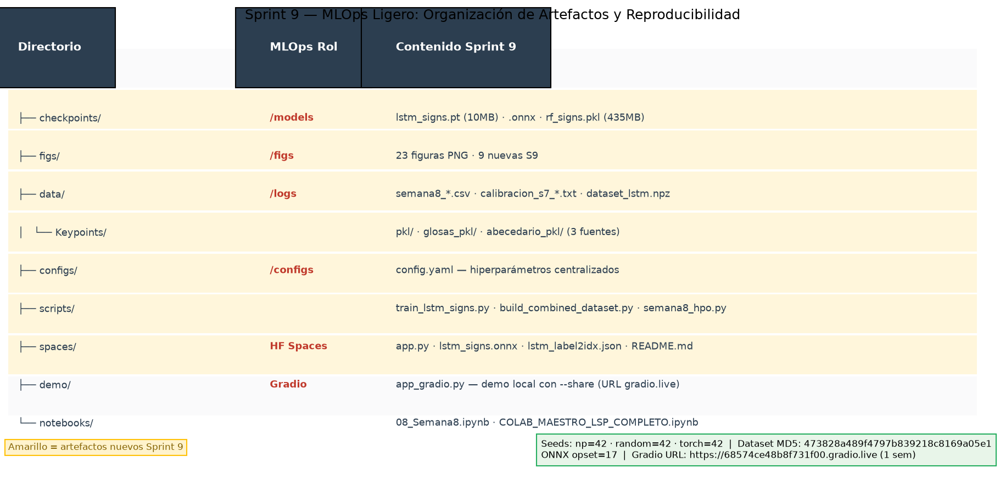 Sprint 9 — MLOps Ligero: Organización de Artefactos y Reproducibilidad
Directorio MLOps Rol Contenido Sprint 9
├── checkpoints/ /models lstm_signs.pt (10MB) · .onnx · rf_signs.pkl (435MB)
├── figs/ /figs 23 figuras PNG · 9 nuevas S9
├── data/ /logs semana8_*.csv · calibracion_s7_*.txt · dataset_lstm.npz
│ └── Keypoints/ pkl/ · glosas_pkl/ · abecedario_pkl/ (3 fuentes)
├── configs/ /configs config.yaml — hiperparámetros centralizados
├── scripts/ train_lstm_signs.py · build_combined_dataset.py · semana8_hpo.py
├── spaces/ HF Spaces app.py · lstm_signs.onnx · lstm_label2idx.json · README.md
├── demo/ Gradio app_gradio.py — demo local con --share (URL gradio.live)
└── notebooks/ 08_Semana8.ipynb · COLAB_MAESTRO_LSP_COMPLETO.ipynb
Amarillo = artefactos nuevos Sprint 9
Seeds: np=42 · random=42 · torch=42 | Dataset MD5: 473828a489f4797b839218c8169a05e1
ONNX opset=17 | Gradio URL: https://68574ce48b8f731f00.gradio.live (1 sem)